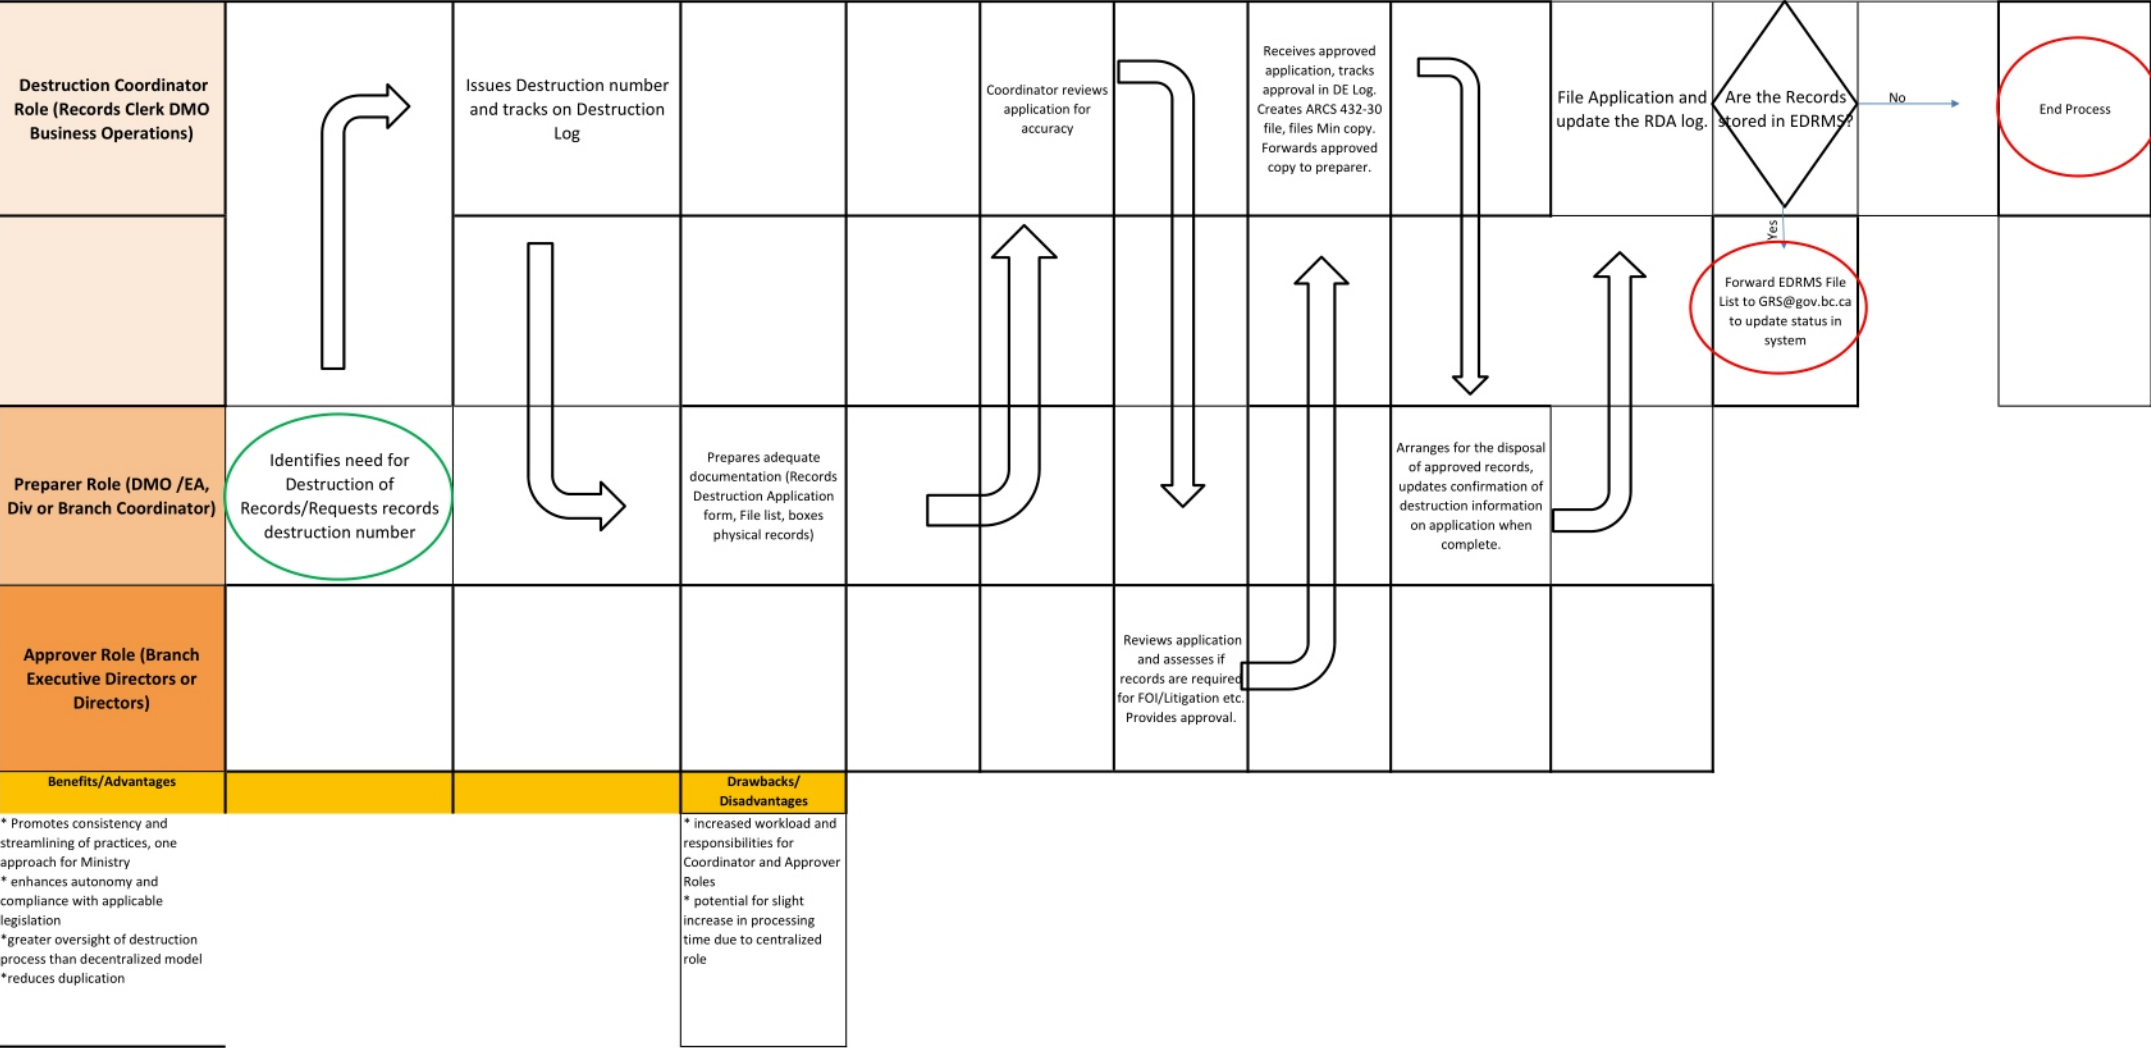 Destruction Coordinator
Role (Records Clerk DMO
Business Operations)
Issues Destruction number
and tracks on Destruction
Log
Coordinator reviews
application for
accuracy
Receives approved
application, tracks
approval in DE Log.
Creates ARCS 432-30
file, files Min copy.
Forwards approved
copy to preparer.
File Application and
update the RDA log.
Are the Records
stored in EDRMS?
No
End Process
Yes
Forward EDRMS File
List to GRS@gov.bc.ca
to update status in
system
Preparer Role (DMO /EA,
Div or Branch Coordinator)
Identifies need for
Destruction of
Records/Requests records
destruction number
Prepares adequate
documentation (Records
Destruction Application
form, File list, boxes
physical records)
Arranges for the disposal
of approved records,
updates confirmation of
destruction information
on application when
complete.
Approver Role (Branch
Executive Directors or
Directors)
Reviews application
and assesses if
records are required
for FOI/Litigation etc.
Provides approval.
Benefits/Advantages
Drawbacks/
Disadvantages
* Promotes consistency and
streamlining of practices, one
approach for Ministry
* enhances autonomy and
compliance with applicable
legislation
*greater oversight of destruction
process than decentralized model
*reduces duplication
* increased workload and
responsibilities for
Coordinator and Approver
Roles
* potential for slight
increase in processing
time due to centralized
role